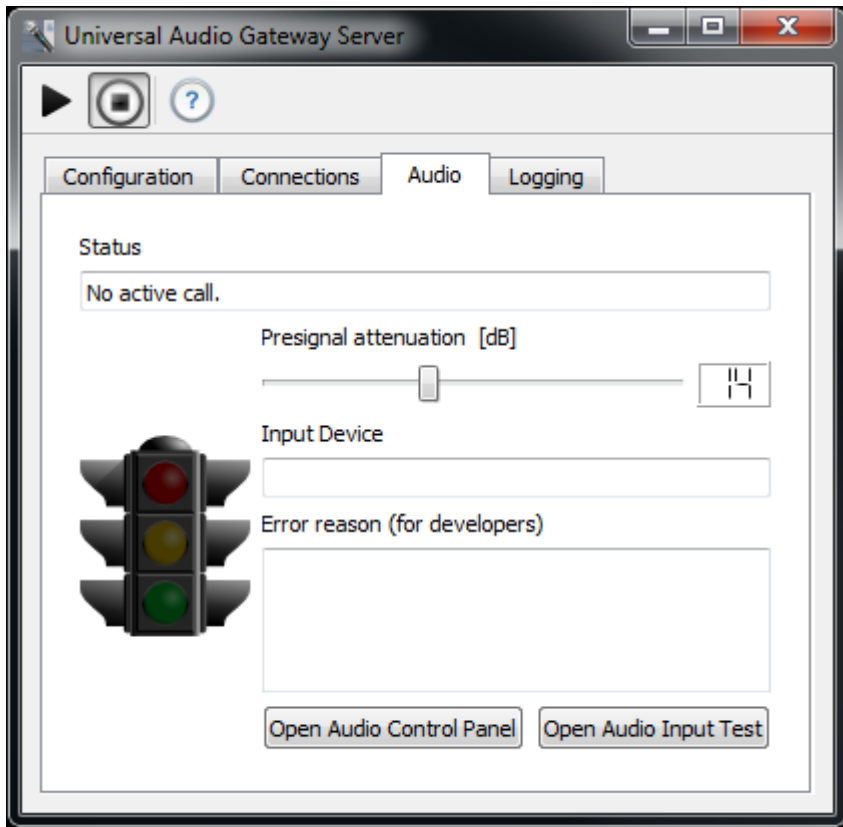 Universal Audio Gateway Server
?
Configuration Connections Audio Logging
Status
No active call.
Presignal attenuation [dB]
14
Input Device
Error reason (for developers)
Open Audio Control Panel Open Audio Input Test